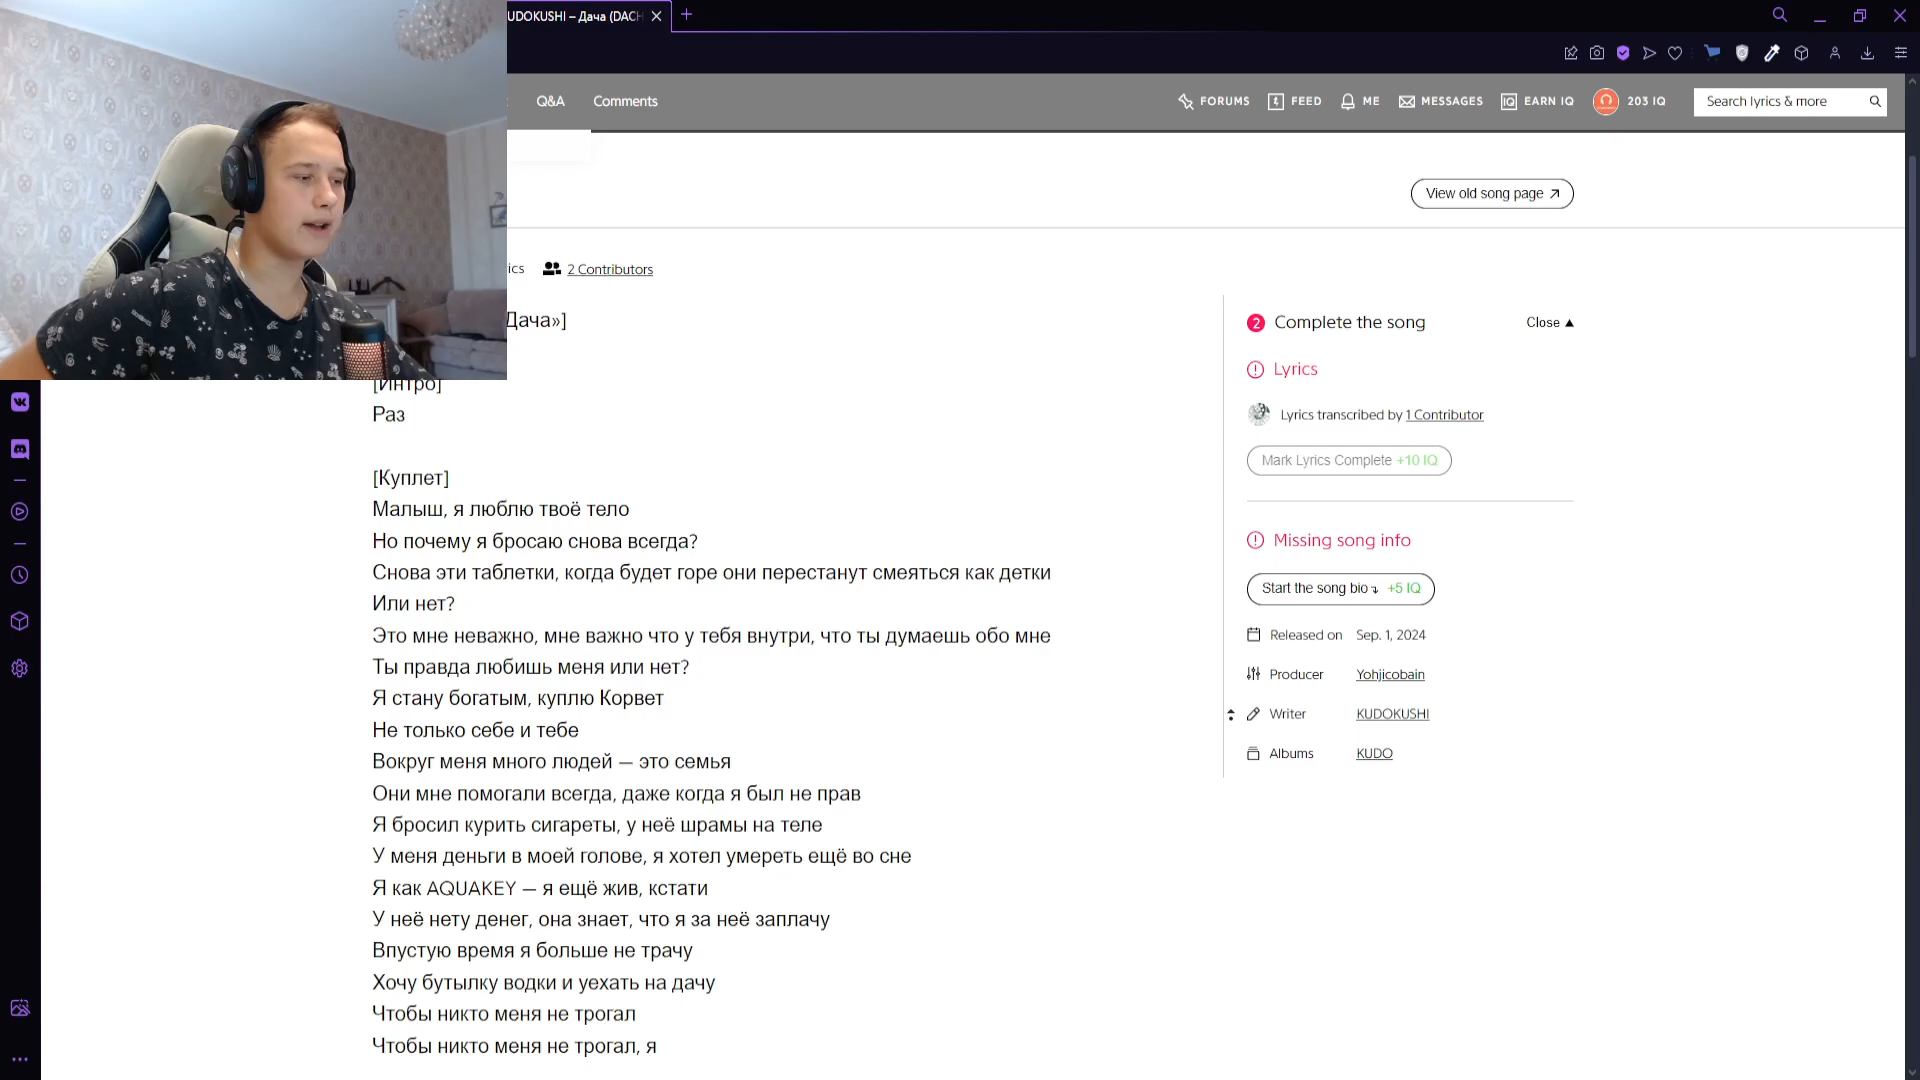 UDOKUSHI – Дача (DACH
Q&A
Comments
FORUMS
FEED
ME
MESSAGES
EARN IQ
203 IQ
Search lyrics & more
View old song page
ics
2 Contributors
Дача»]
[Интро]
Раз
[Куплет]
Малыш, я люблю твоё тело
Но почему я бросаю снова всегда?
Снова эти таблетки, когда будет горе они перестанут смеяться как детки
Или нет?
Это мне неважно, мне важно что у тебя внутри, что ты думаешь обо мне
Ты правда любишь меня или нет?
Я стану богатым, куплю Корвет
Не только себе и тебе
Вокруг меня много людей — это семья
Они мне помогали всегда, даже когда я был не прав
Я бросил курить сигареты, у неё шрамы на теле
У меня деньги в моей голове, я хотел умереть ещё во сне
Я как AQUAKEY — я ещё жив, кстати
У неё нету денег, она знает, что я за неё заплачу
Впустую время я больше не трачу
Хочу бутылку водки и уехать на дачу
Чтобы никто меня не трогал
Чтобы никто меня не трогал, я
2 Complete the song
Close
Lyrics
Lyrics transcribed by 1 Contributor
Mark Lyrics Complete +10 IQ
Missing song info
Start the song bio +5 IQ
Released on Sep. 1, 2024
Producer Yohjicobain
Writer KUDOKUSHI
Albums KUDO